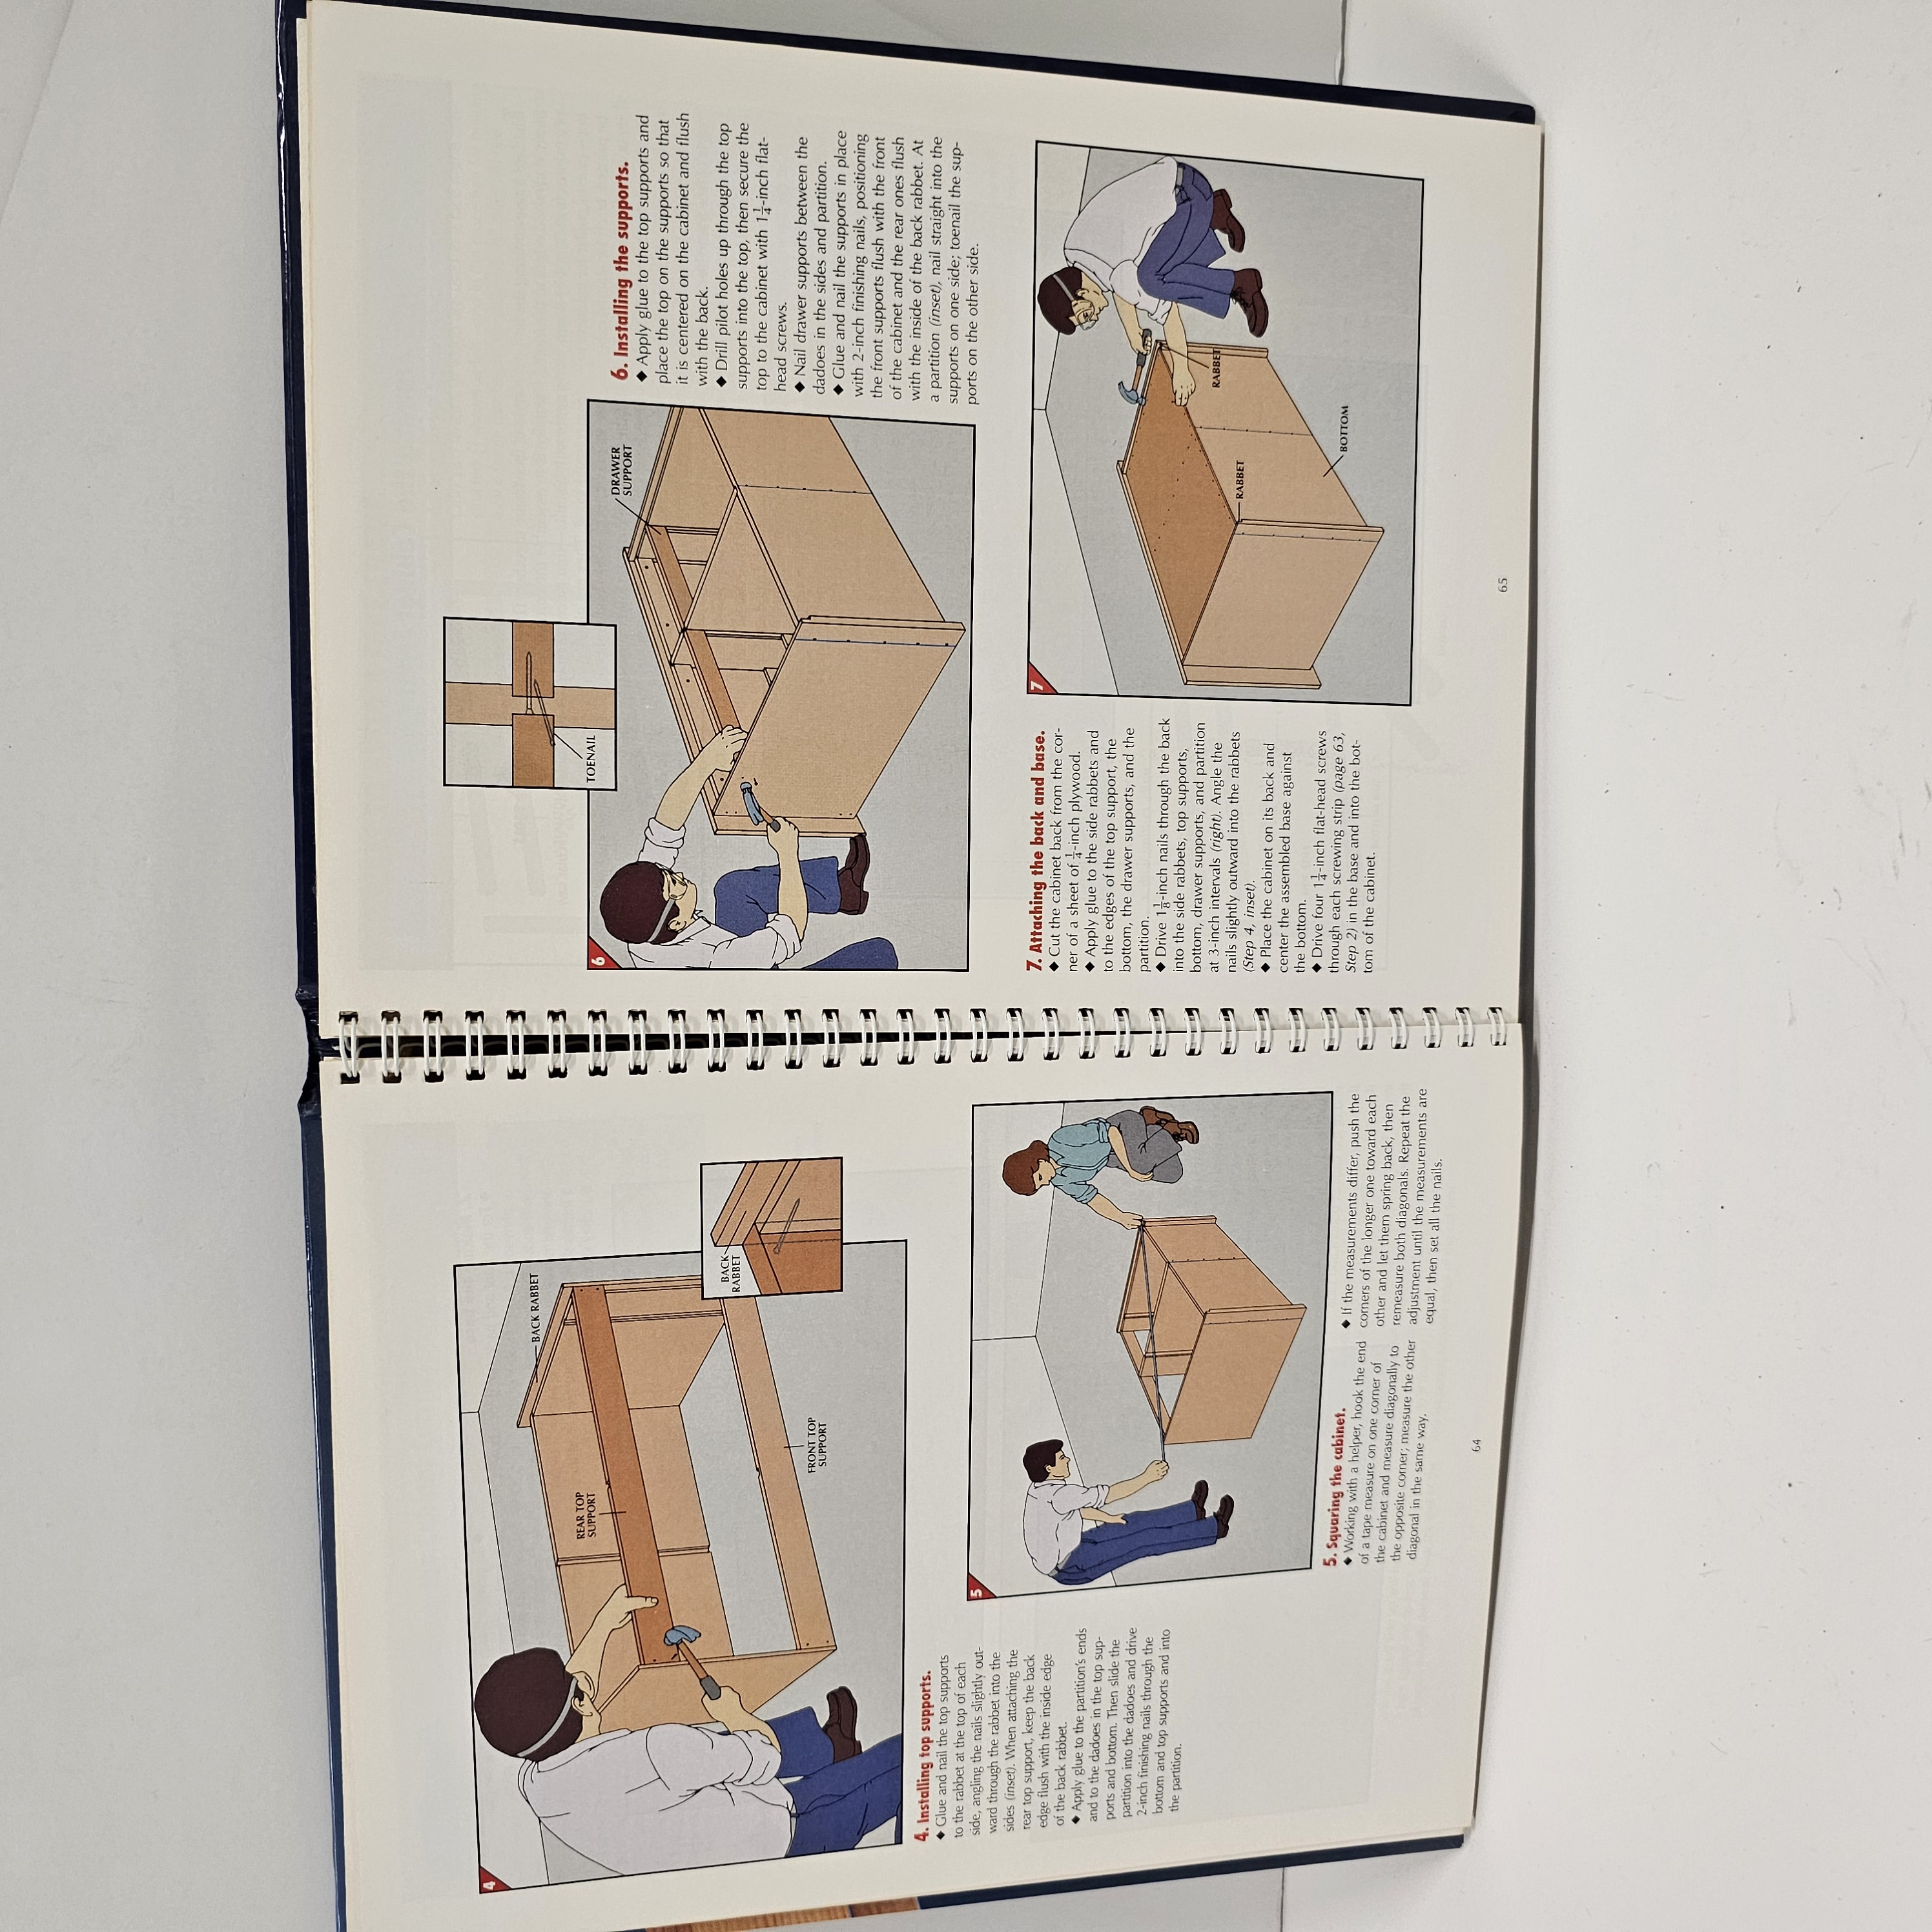 4
BACK RABBET
REAR TOP
SUPPORT
BACK
RABBET
FRONT TOP
SUPPORT
4. Installing top supports.
◆ Glue and nail the top supports
to the rabbet at the top of each
side, angling the nails slightly out-
ward through the rabbet into the
sides (inset). When attaching the
rear top support, keep the back
edge flush with the inside edge
of the back rabbet.
◆ Apply glue to the partition's ends
and to the dadoes in the top sup-
ports and bottom. Then slide the
partition into the dadoes and drive
2-inch finishing nails through the
bottom and top supports and into
the partition.
5
5. Squaring the cabinet.
◆ Working with a helper, hook the end
of a tape measure on one corner of
the cabinet and measure diagonally to
the opposite corner; measure the other
diagonal in the same way.
◆ If the measurements differ, push the
corners of the longer one toward each
other and let them spring back, then
remeasure both diagonals. Repeat the
adjustment until the measurements are
equal, then set all the nails.
64
TOENAIL
6
DRAWER
SUPPORT
6. Installing the supports.
◆ Apply glue to the top supports and
place the top on the supports so that
it is centered on the cabinet and flush
with the back.
◆ Drill pilot holes up through the top
supports into the top, then secure the
top to the cabinet with 1 1/4-inch flat-
head screws.
◆ Nail drawer supports between the
dadoes in the sides and partition.
◆ Glue and nail the supports in place
with 2-inch finishing nails, positioning
the front supports flush with the front
of the cabinet and the rear ones flush
with the inside of the back rabbet. At
a partition (inset), nail straight into the
supports on one side; toenail the sup-
ports on the other side.
7. Attaching the back and base.
◆ Cut the cabinet back from the cor-
ner of a sheet of 1/4-inch plywood.
◆ Apply glue to the side rabbets and
to the edges of the top support, the
bottom, the drawer supports, and the
partition.
◆ Drive 1 1/8-inch nails through the back
into the side rabbets, top supports,
bottom, drawer supports, and partition
at 3-inch intervals (right). Angle the
nails slightly outward into the rabbets
(Step 4, inset).
◆ Place the cabinet on its back and
center the assembled base against
the bottom.
◆ Drive four 1 1/4-inch flat-head screws
through each screwing strip (page 63,
Step 2) in the base and into the bot-
tom of the cabinet.
7
RABBET
RABBET
BOTTOM
65